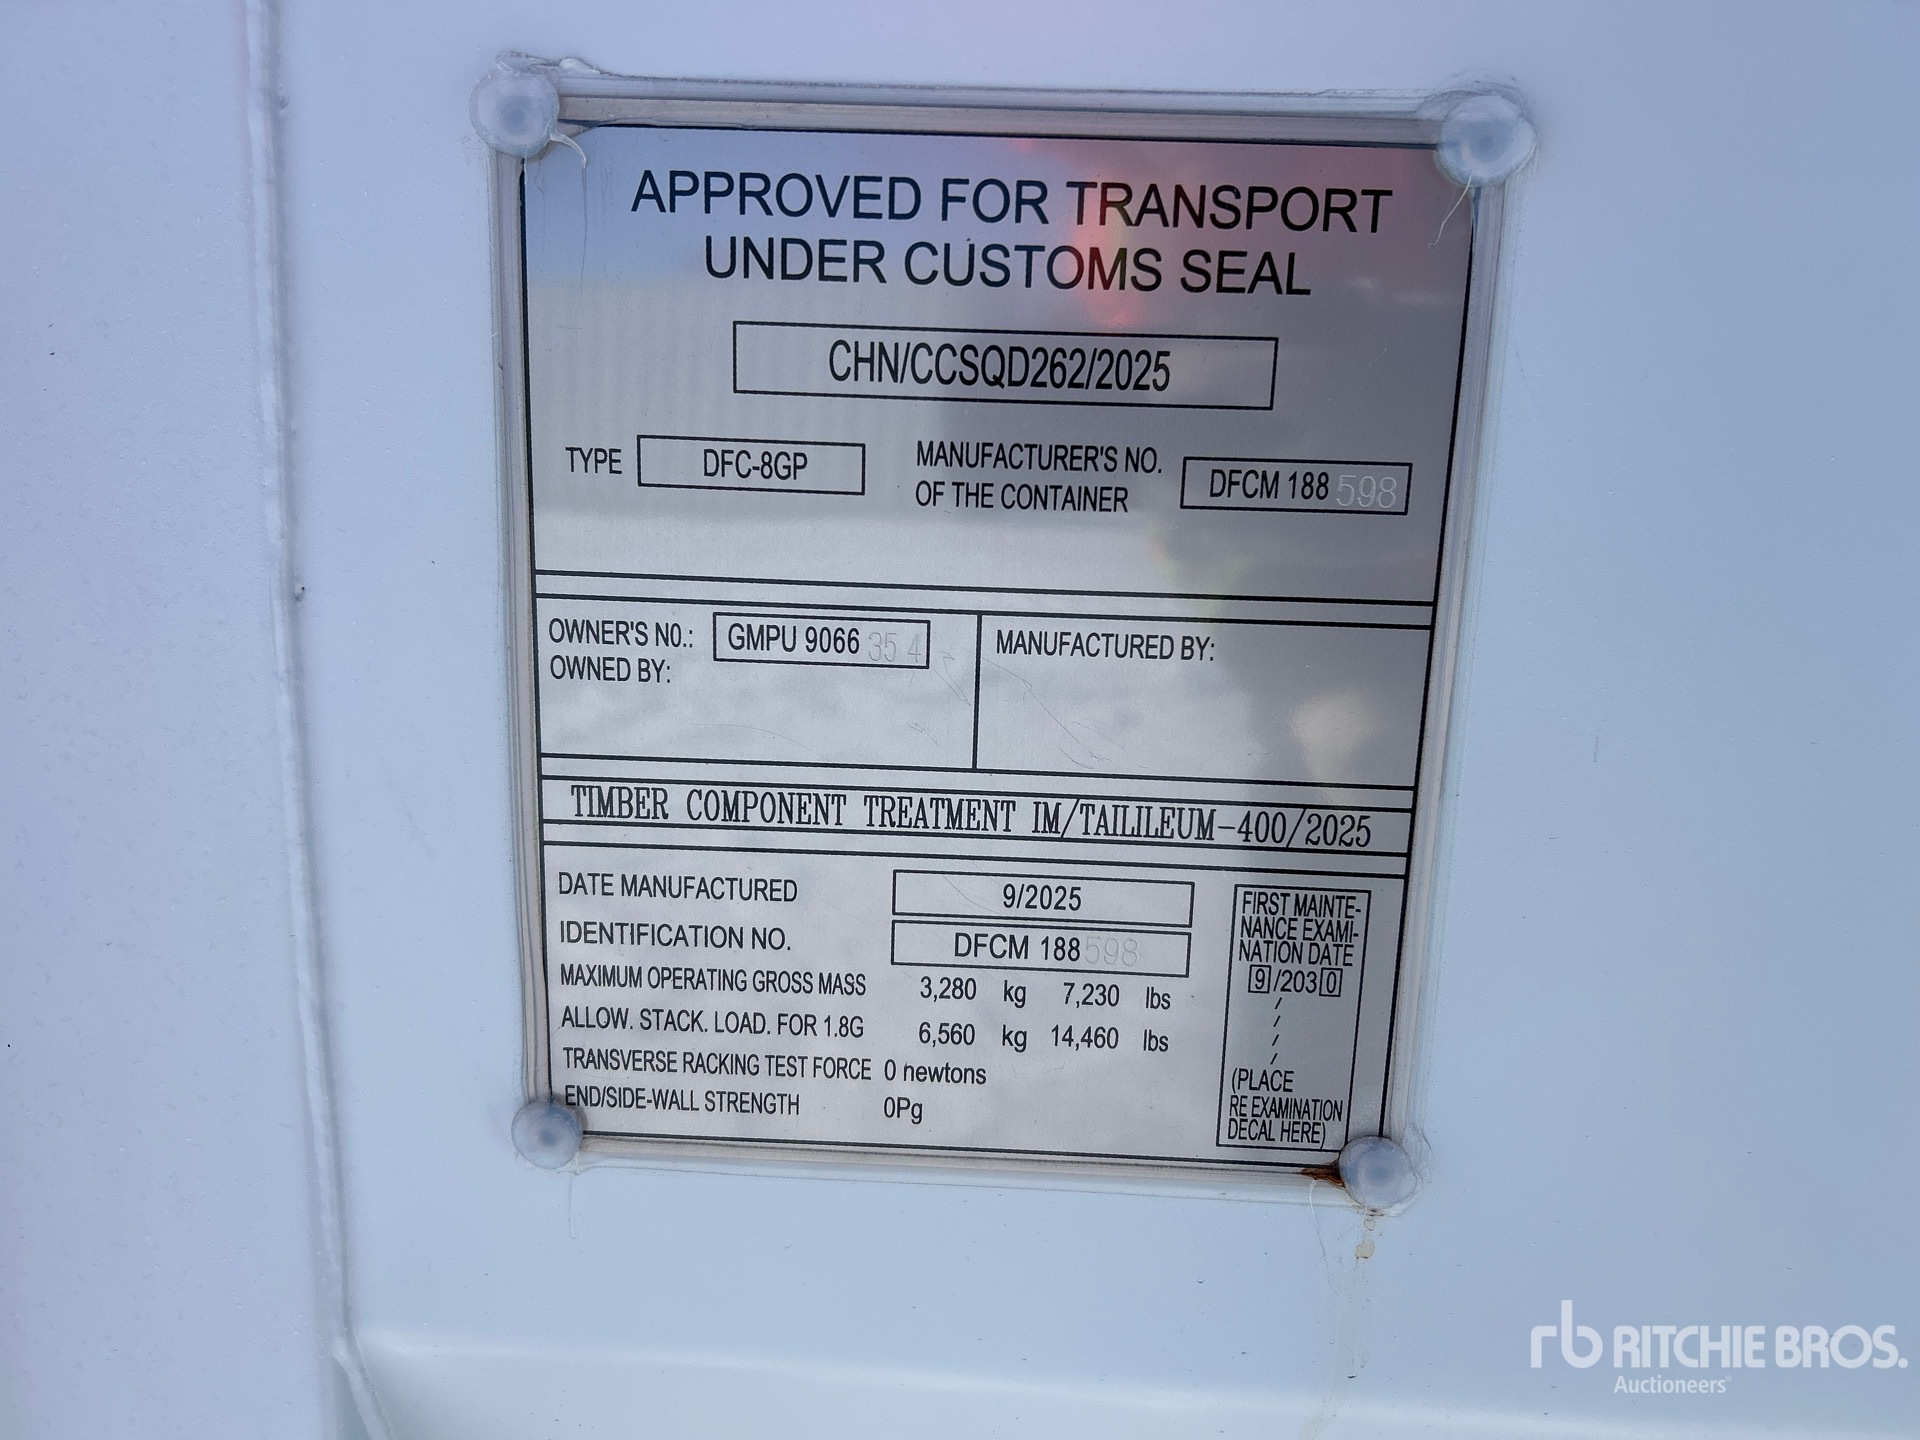 APPROVED FOR TRANSPORT
UNDER CUSTOMS SEAL
CHN/CCSQD262/2025
TYPE DFC-8GP MANUFACTURER'S NO. OF THE CONTAINER DFCM 188 598
OWNER'S NO.: GMPU 9066 35 4
OWNED BY:
MANUFACTURED BY:
TIMBER COMPONENT TREATMENT IM/TAILILEUM-400/2025
DATE MANUFACTURED 9/2025
IDENTIFICATION NO. DFCM 188 598
MAXIMUM OPERATING GROSS MASS 3,280 kg 7,230 lbs
ALLOW. STACK. LOAD. FOR 1.8G 6,560 kg 14,460 lbs
TRANSVERSE RACKING TEST FORCE 0 newtons
END/SIDE-WALL STRENGTH 0Pg
FIRST MAINTE-
NANCE EXAMI-
NATION DATE
9/2030
/
/
/
/
(PLACE
RE EXAMINATION
DECAL HERE)
rb RITCHIE BROS.
Auctioneers